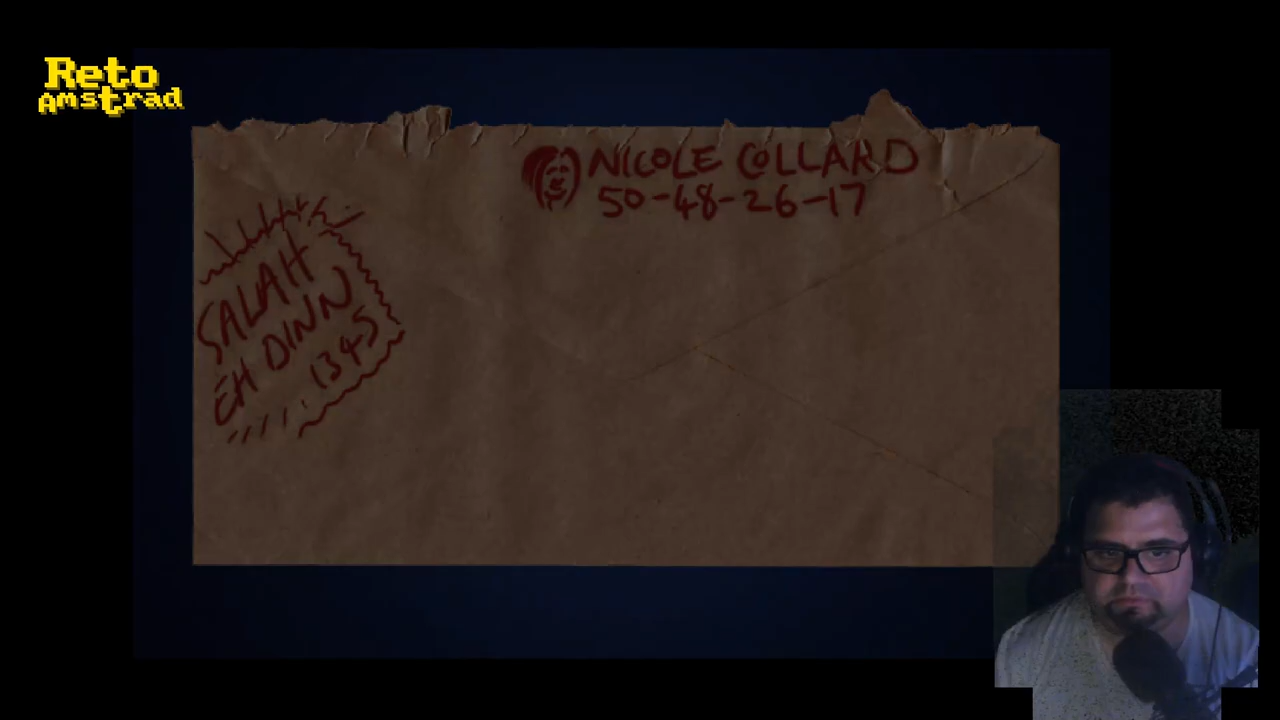 Reto
Amstrad
NICOLE COLLARD
50-48-26-17
SALAH
EH DINN
1345